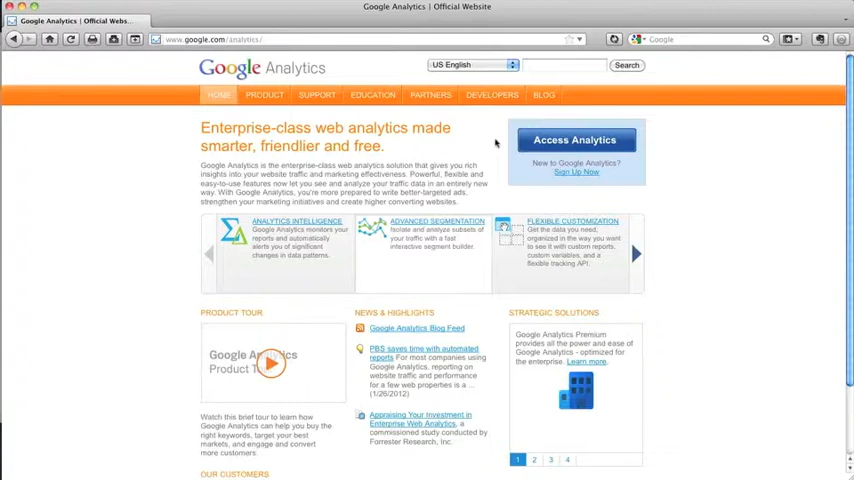 Google Analytics | Official Website
Google Analytics | Official Webs...
www.google.com/analytics/
Google
Google Analytics
US English
Search
HOME PRODUCT SUPPORT EDUCATION PARTNERS DEVELOPERS BLOG
Enterprise-class web analytics made
smarter, friendlier and free.
Google Analytics is the enterprise-class web analytics solution that gives you rich
insights into your website traffic and marketing effectiveness. Powerful, flexible and
easy-to-use features now let you see and analyze your traffic data in an entirely new
way. With Google Analytics, you're more prepared to write better-targeted ads,
strengthen your marketing initiatives and create higher converting websites.
Access Analytics
New to Google Analytics?
Sign Up Now
ANALYTICS INTELLIGENCE
Google Analytics monitors your
reports and automatically
alerts you of significant
changes in data patterns.
ADVANCED SEGMENTATION
Isolate and analyze subsets of
your traffic with a fast
interactive segment builder.
FLEXIBLE CUSTOMIZATION
Get the data you need,
organized in the way you want
to see it with custom reports,
custom variables, and a
flexible tracking API.
PRODUCT TOUR
Google Analytics
Product
Watch this brief tour to learn how
Google Analytics can help you buy the
right keywords, target your best
markets, and engage and convert
more customers.
OUR CUSTOMERS
NEWS & HIGHLIGHTS
Google Analytics Blog Feed
PBS saves time with automated
reports For most companies using
Google Analytics, reporting on
website traffic and performance
for a few web properties is a ...
(1/26/2012)
Appraising Your Investment in
Enterprise Web Analytics, a
commissioned study conducted by
Forrester Research, Inc.
STRATEGIC SOLUTIONS
Google Analytics Premium
provides all the power and ease of
Google Analytics - optimized for
the enterprise. Learn more.
1 2 3 4